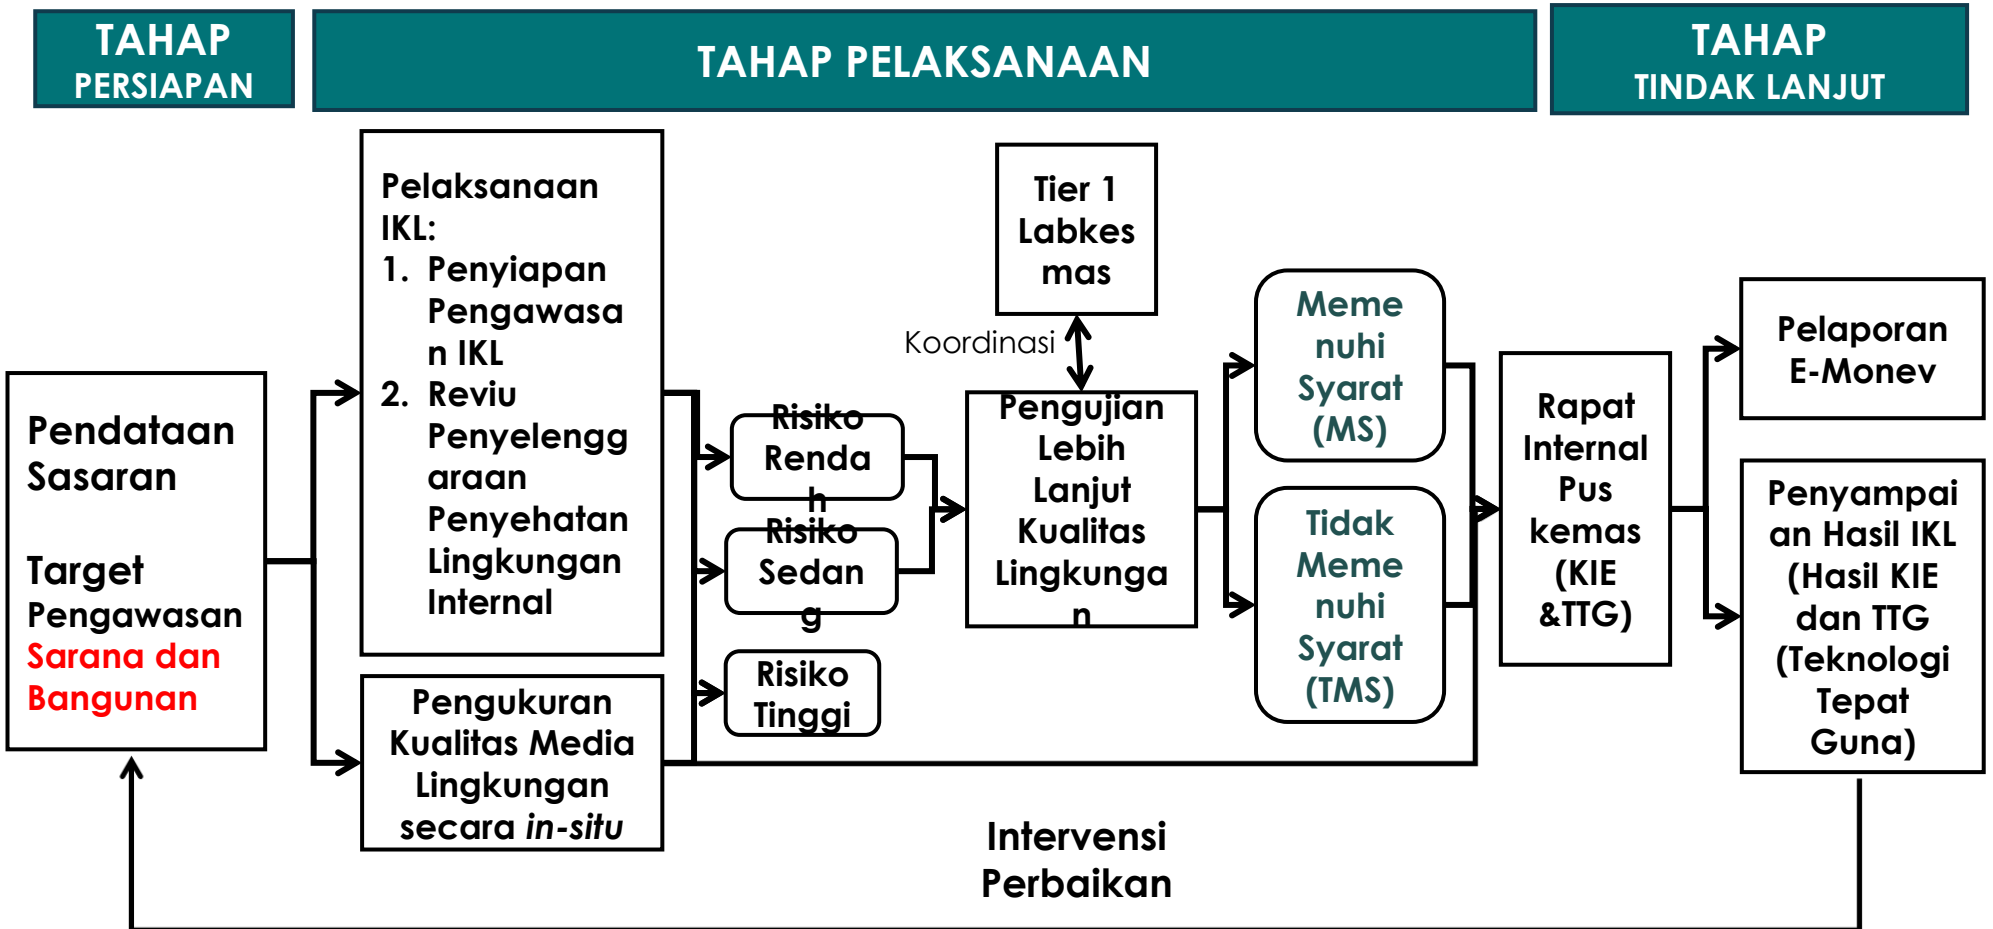 TAHAP
PERSIAPAN
TAHAP PELAKSANAAN
TAHAP
TINDAK LANJUT
Pendataan
Sasaran
Target
Pengawasan
Sarana dan
Bangunan
Pelaksanaan
IKL:
1. Penyiapan
Pengawasa
n IKL
2. Reviu
Penyelengg
araan
Penyehatan
Lingkungan
Internal
Pengukuran
Kualitas Media
Lingkungan
secara in-situ
Risiko
Renda
h
Risiko
Sedan
g
Risiko
Tinggi
Tier 1
Labkes
mas
Koordinasi
Pengujian
Lebih
Lanjut
Kualitas
Lingkunga
n
Meme
nuhi
Syarat
(MS)
Tidak
Meme
nuhi
Syarat
(TMS)
Rapat
Internal
Pus
kemas
(KIE
&TTG)
Pelaporan
E-Monev
Penyampai
an Hasil IKL
(Hasil KIE
dan TTG
(Teknologi
Tepat
Guna)
Intervensi
Perbaikan